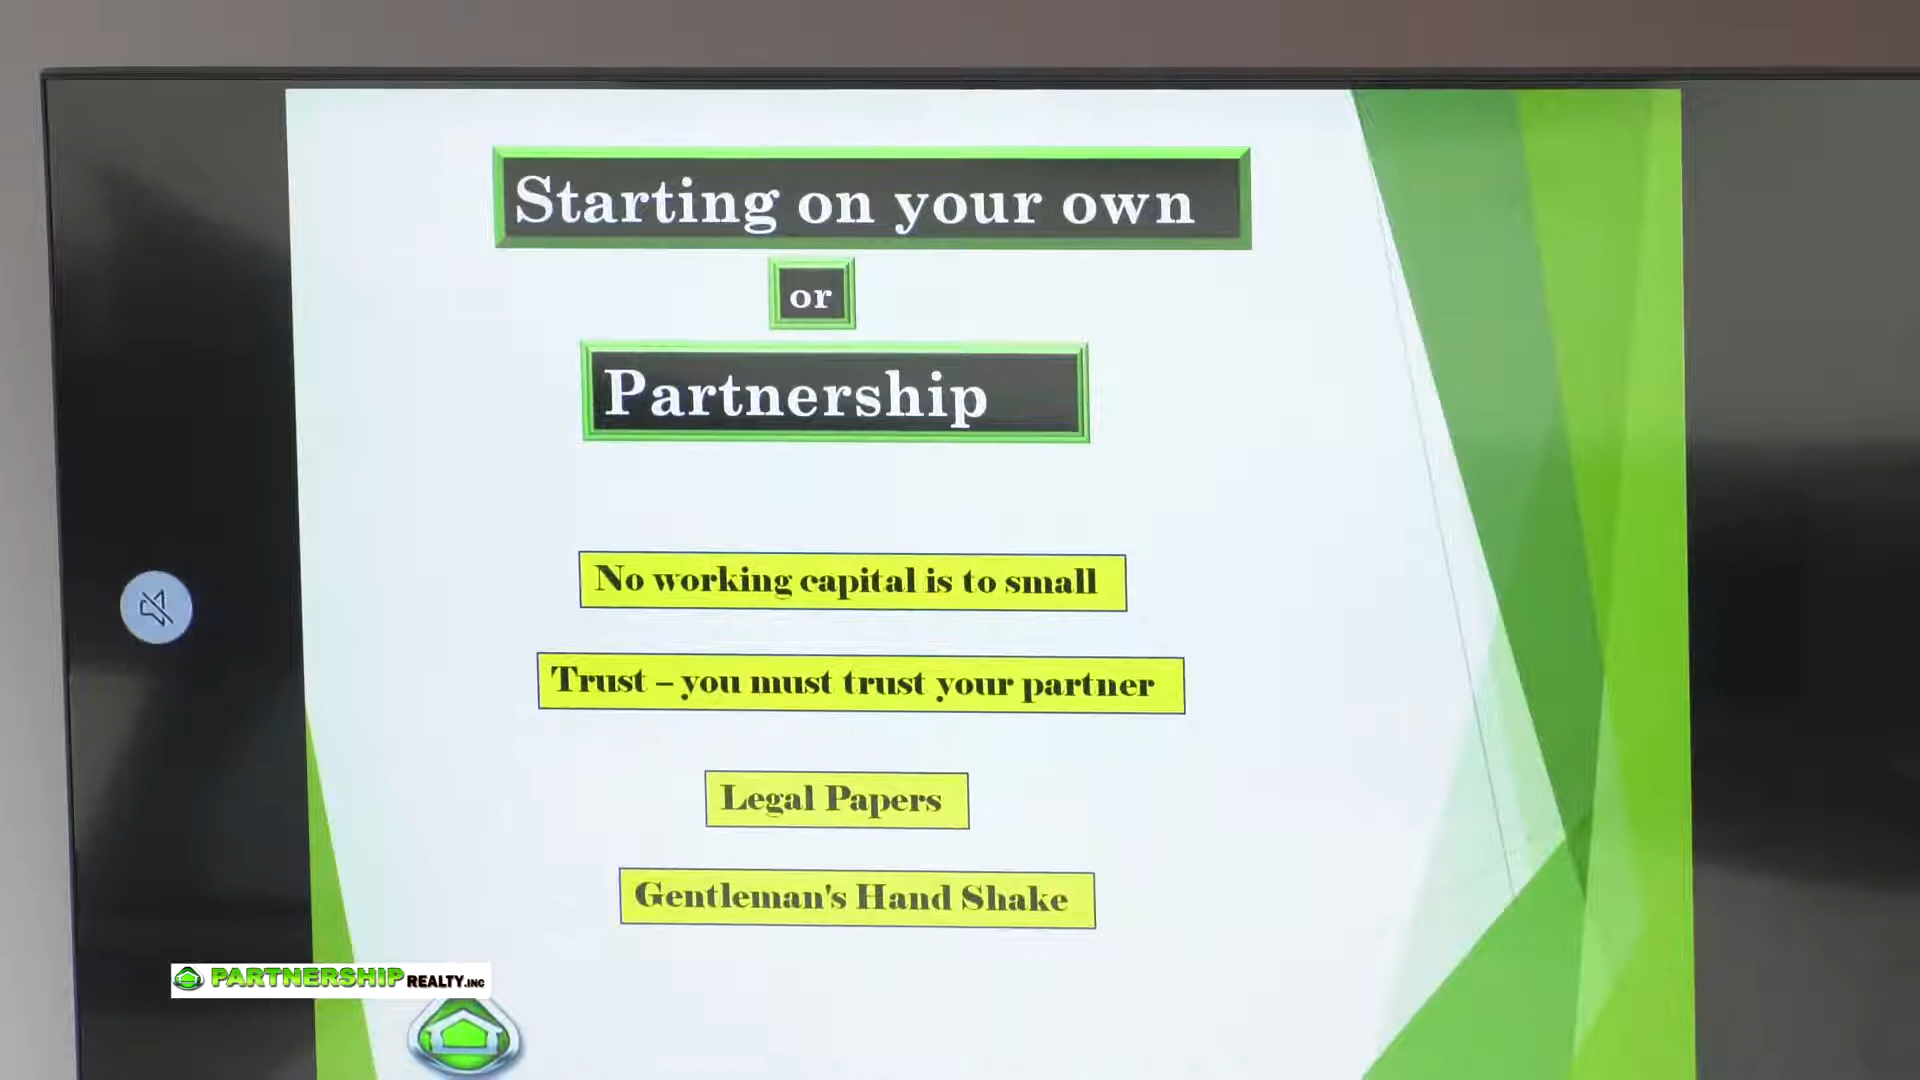 Starting on your own
or
Partnership
No working capital is to small
Trust – you must trust your partner
Legal Papers
Gentleman's Hand Shake
PARTNERSHIP REALTY.INC